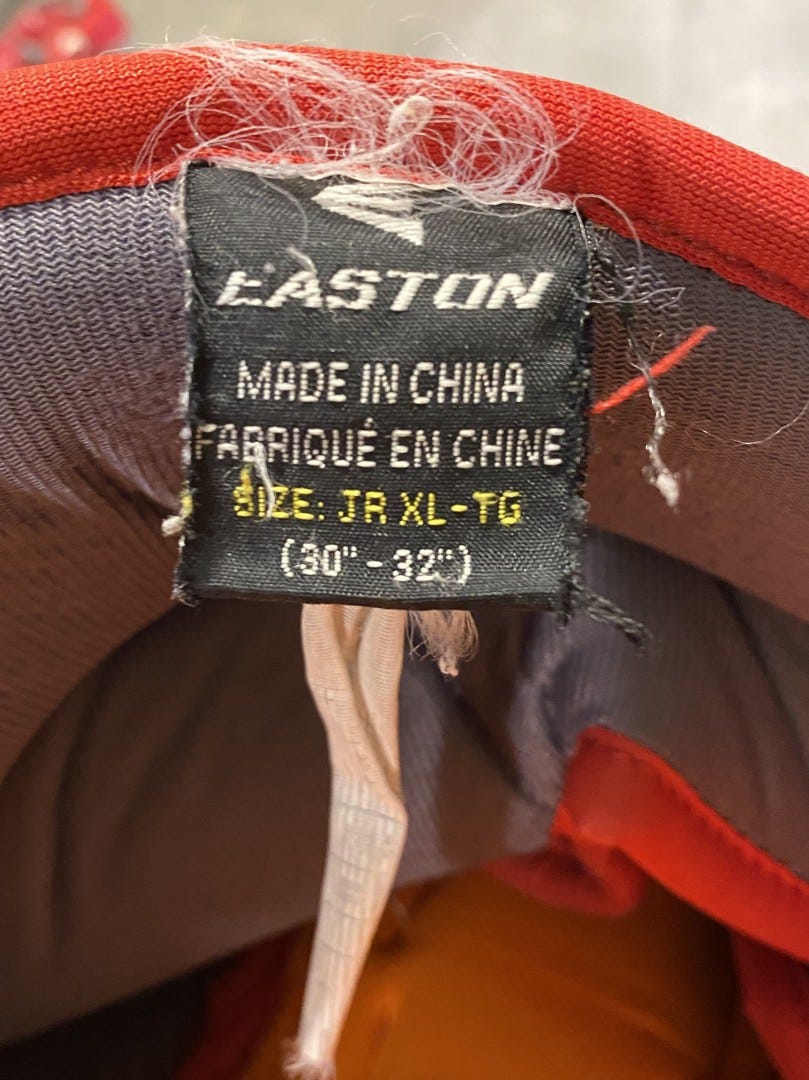 EASTON
MADE IN CHINA
FABRIQUÉ EN CHINE
SIZE: JR XL-TG
(30" - 32")